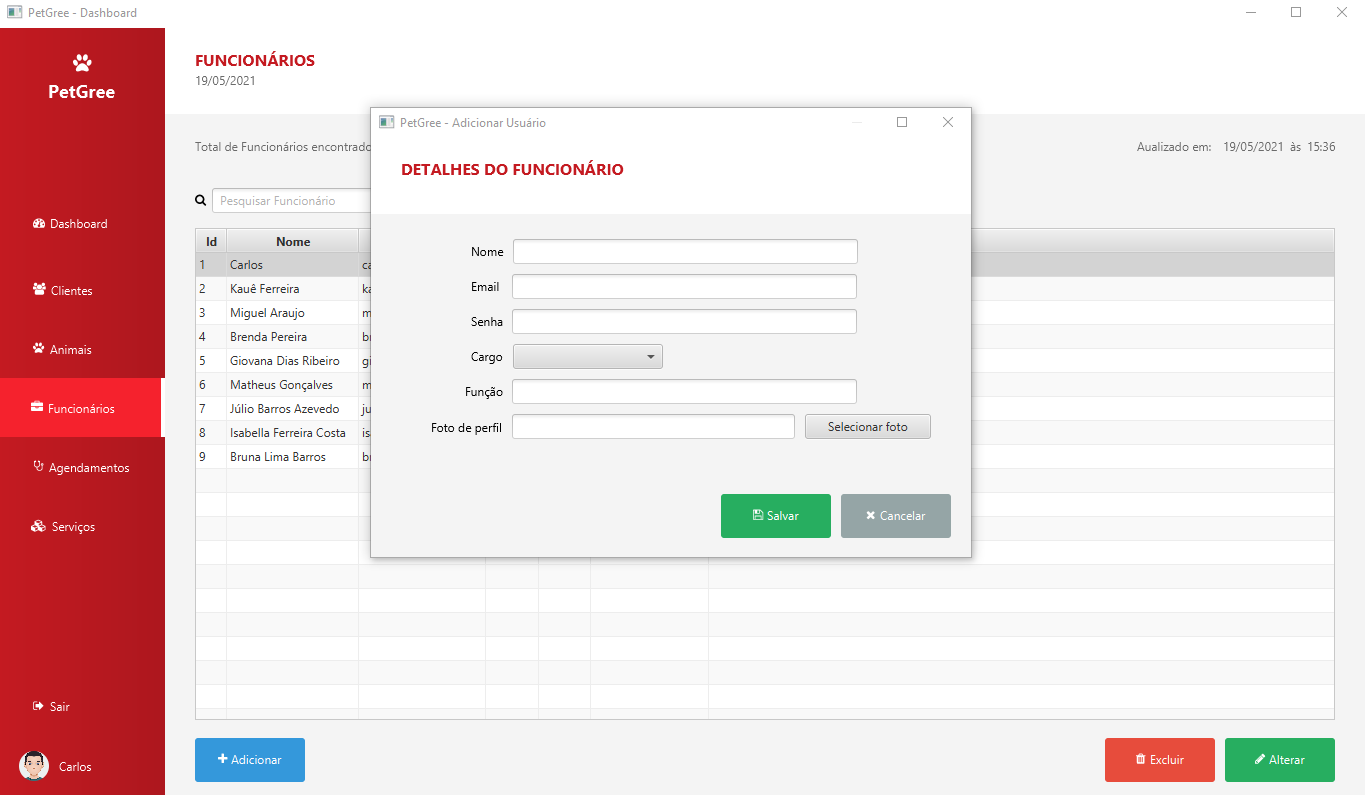 PetGree - Dashboard
PetGree
Dashboard
Clientes
Animais
Funcionários
Agendamentos
Serviços
Sair
Carlos
FUNCIONÁRIOS
19/05/2021
Total de Funcionários encontrado
Aualizado em: 19/05/2021 às 15:36
Pesquisar Funcionário
Id Nome
1 Carlos ca
2 Kauê Ferreira ka
3 Miguel Araujo m
4 Brenda Pereira br
5 Giovana Dias Ribeiro gi
6 Matheus Gonçalves m
7 Júlio Barros Azevedo ju
8 Isabella Ferreira Costa is
9 Bruna Lima Barros br
PetGree - Adicionar Usuário
DETALHES DO FUNCIONÁRIO
Nome
Email
Senha
Cargo
Função
Foto de perfil Selecionar foto
Salvar Cancelar
Adicionar Excluir Alterar